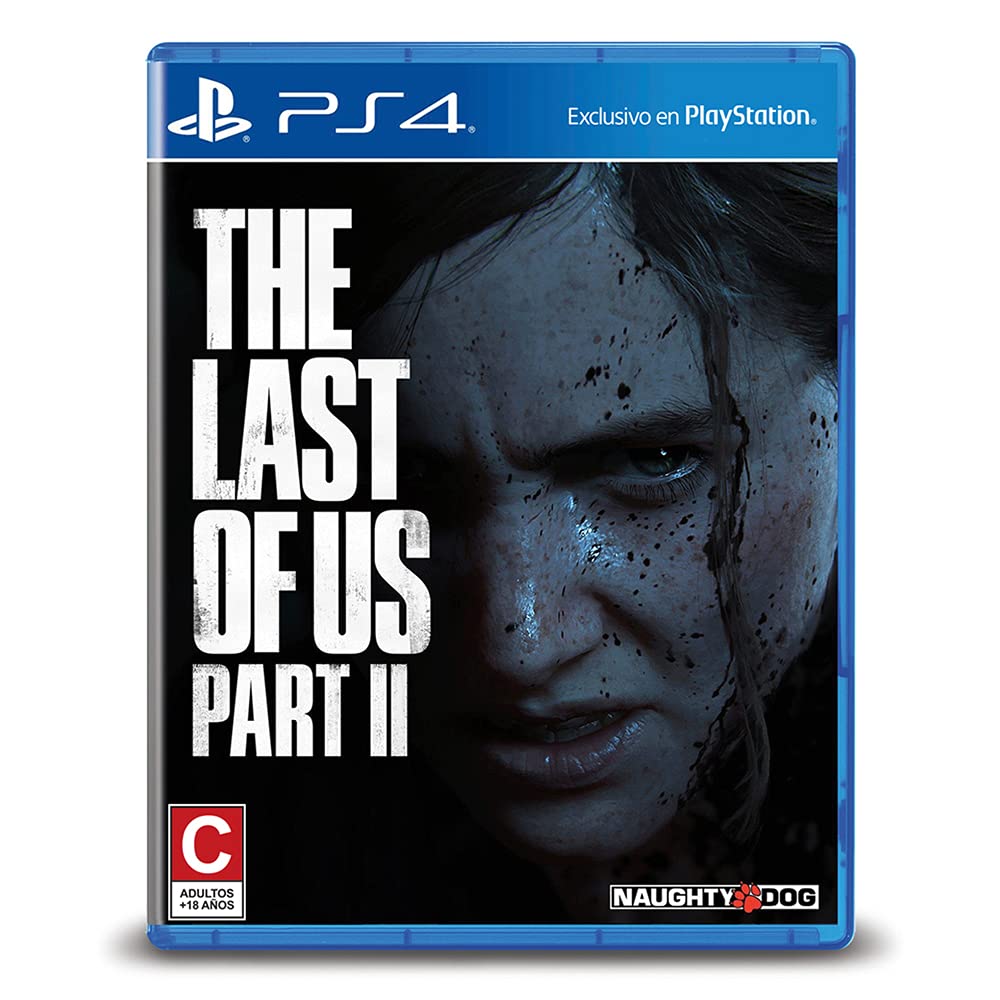 PS4
Exclusivo en PlayStation®
THE
LAST
OF US
PART II
C
ADULTOS
+18 AÑOS
NAUGHTY DOG